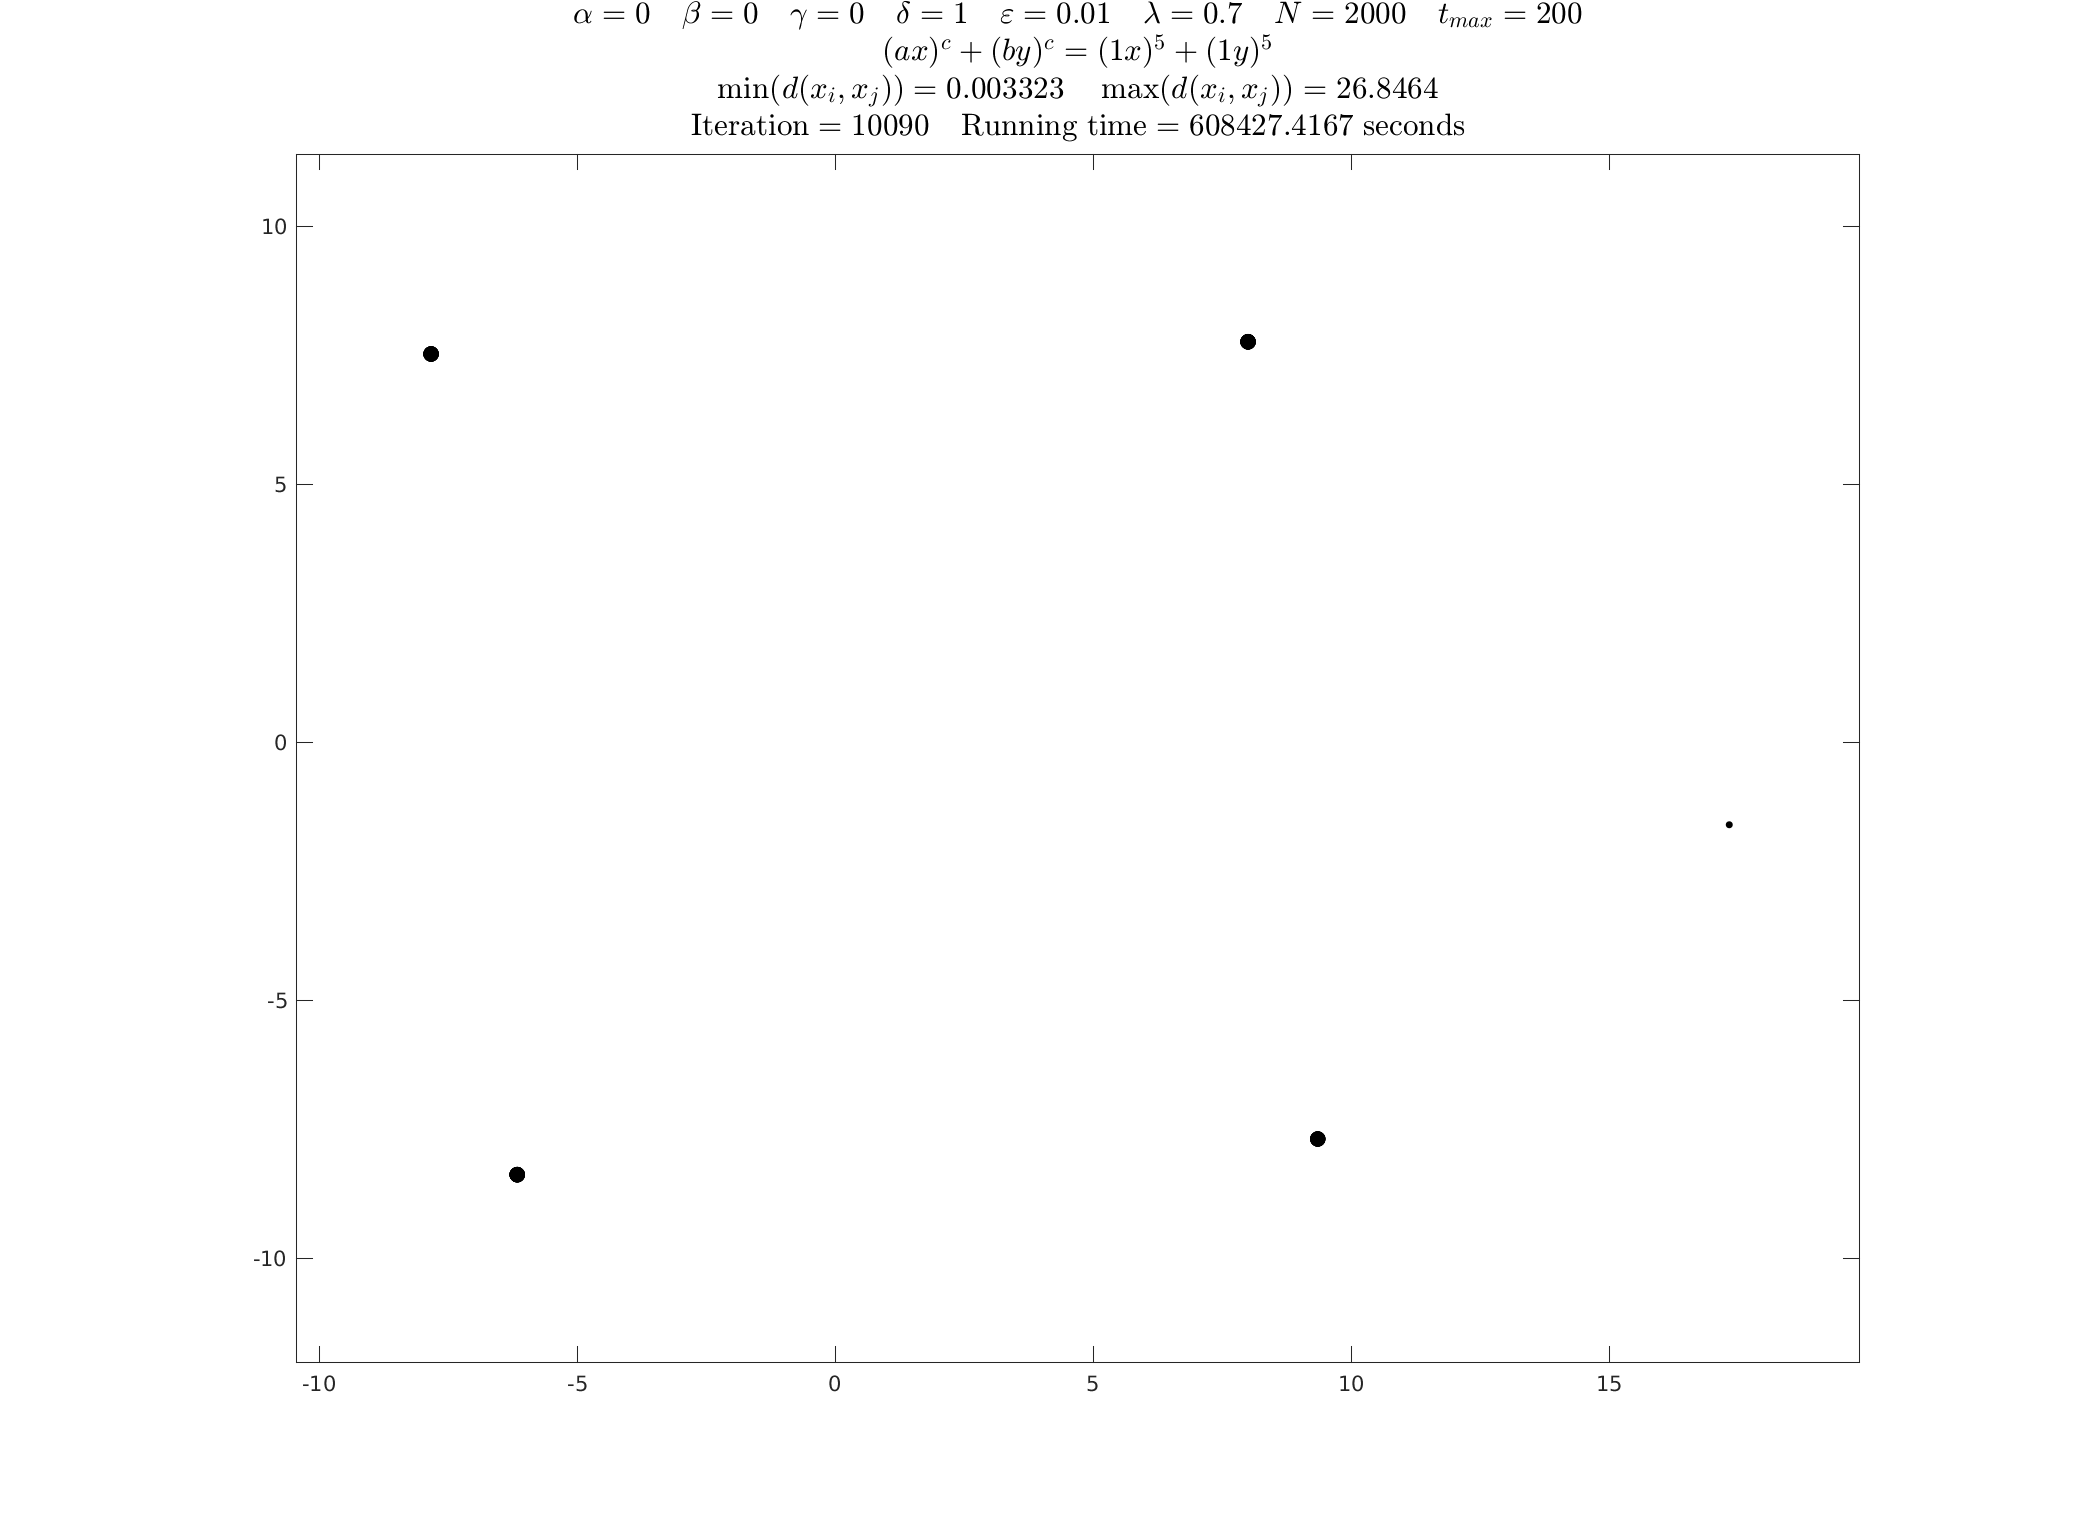 α = 0 β = 0 γ = 0 δ = 1 ε = 0.01 λ = 0.7 N = 2000 t_max = 200
(ax)^c + (by)^c = (1x)^5 + (1y)^5
min(d(x_i, x_j)) = 0.003323 max(d(x_i, x_j)) = 26.8464
Iteration = 10090 Running time = 608427.4167 seconds
10
5
0
-5
-10
-10 -5 0 5 10 15